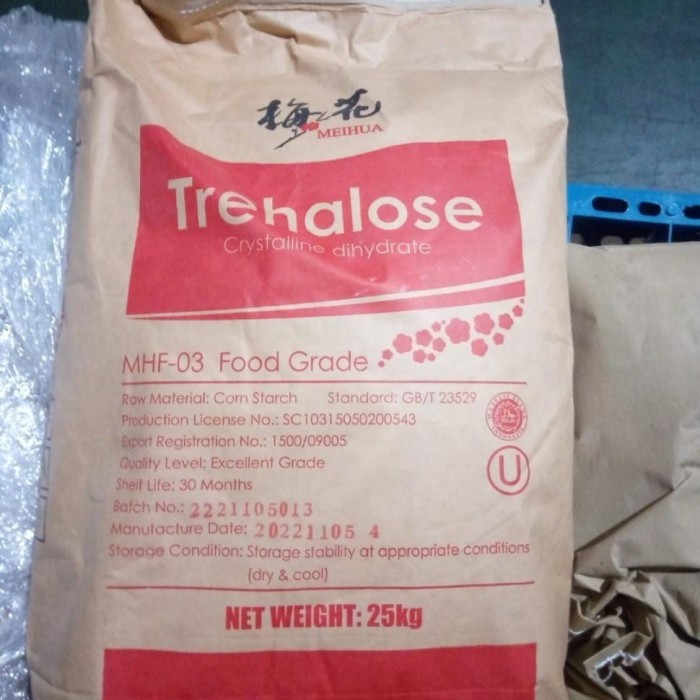 梅花
MEIHUA
Trehalose
Crystalline dihydrate
MHF-03 Food Grade
Raw Material: Corn Starch Standard: GB/T 23529
Production License No.: SC10315050200543
Export Registration No.: 1500/09005
Quality Level: Excellent Grade
U
Shelf Life: 30 Months
Batch No.: 2221105013
Manufacture Date: 20221105 4
Storage Condition: Storage stability at appropriate conditions
(dry & cool)
NET WEIGHT: 25kg